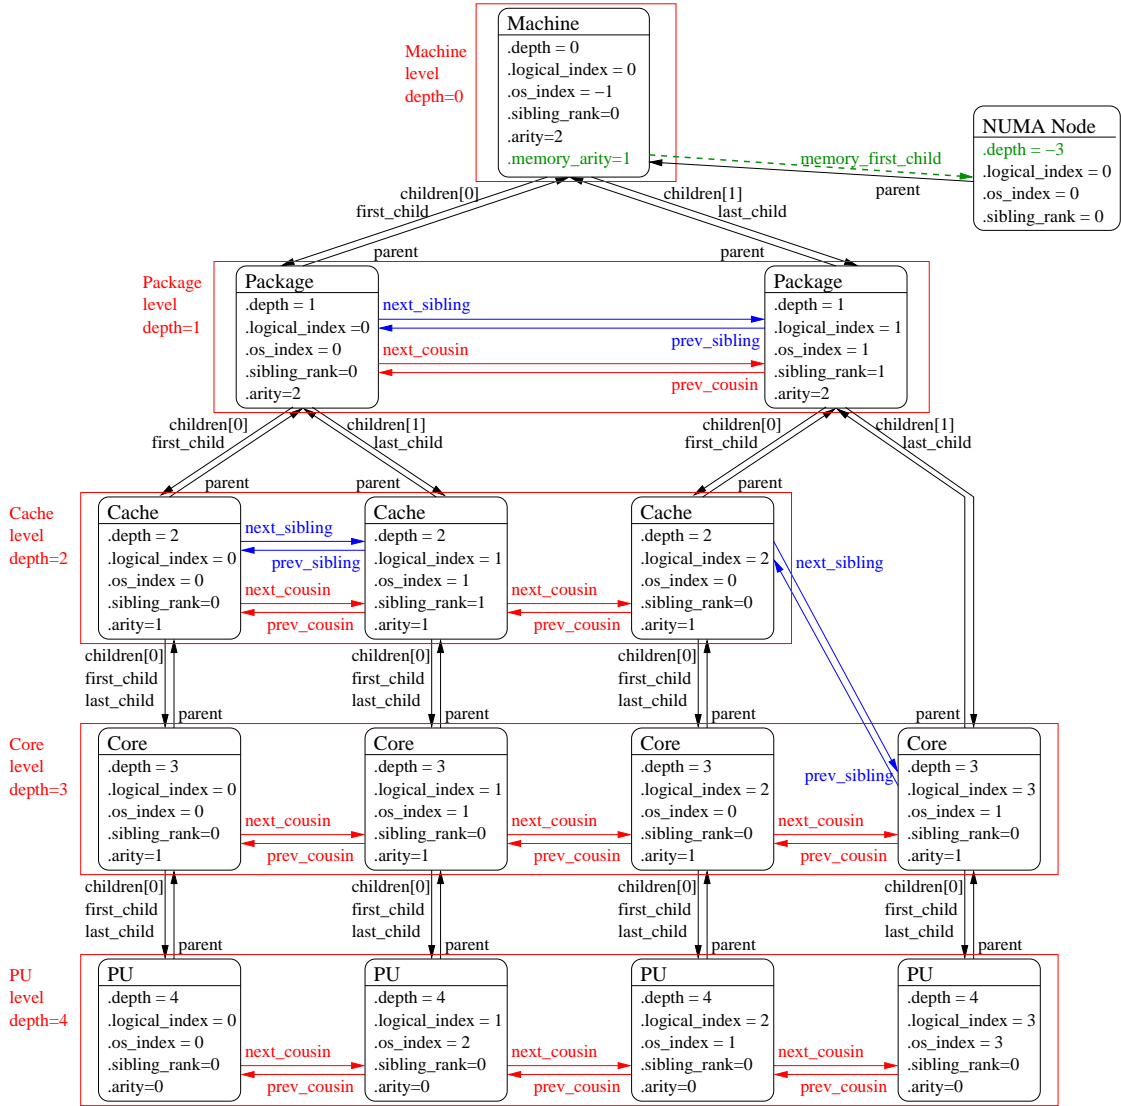 Machine
level
depth=0
Machine
.depth = 0
.logical_index = 0
.os_index = −1
.sibling_rank=0
.arity=2
.memory_arity=1
NUMA Node
.depth = −3
.logical_index = 0
.os_index = 0
.sibling_rank = 0
memory_first_child
parent
children[0]
first_child
children[1]
last_child
parent
parent
Package
level
depth=1
Package
.depth = 1
.logical_index =0
.os_index = 0
.sibling_rank=0
.arity=2
next_sibling
prev_sibling
next_cousin
prev_cousin
Package
.depth = 1
.logical_index = 1
.os_index = 1
.sibling_rank=1
.arity=2
children[0]
first_child
children[1]
last_child
children[0]
first_child
children[1]
last_child
parent
parent
parent
Cache
level
depth=2
Cache
.depth = 2
.logical_index = 0
.os_index = 0
.sibling_rank=0
.arity=1
next_sibling
prev_sibling
next_cousin
prev_cousin
Cache
.depth = 2
.logical_index = 1
.os_index = 1
.sibling_rank=1
.arity=1
next_cousin
prev_cousin
Cache
.depth = 2
.logical_index = 2
.os_index = 0
.sibling_rank=0
.arity=1
next_sibling
prev_sibling
children[0]
first_child
last_child
children[0]
first_child
last_child
children[0]
first_child
last_child
parent
parent
parent
parent
Core
level
depth=3
Core
.depth = 3
.logical_index = 0
.os_index = 0
.sibling_rank=0
.arity=1
next_cousin
prev_cousin
Core
.depth = 3
.logical_index = 1
.os_index = 1
.sibling_rank=0
.arity=1
next_cousin
prev_cousin
Core
.depth = 3
.logical_index = 2
.os_index = 0
.sibling_rank=0
.arity=1
next_cousin
prev_cousin
Core
.depth = 3
.logical_index = 3
.os_index = 1
.sibling_rank=0
.arity=1
children[0]
first_child
last_child
children[0]
first_child
last_child
children[0]
first_child
last_child
children[0]
first_child
last_child
parent
parent
parent
parent
PU
level
depth=4
PU
.depth = 4
.logical_index = 0
.os_index = 0
.sibling_rank=0
.arity=0
next_cousin
prev_cousin
PU
.depth = 4
.logical_index = 1
.os_index = 2
.sibling_rank=0
.arity=0
next_cousin
prev_cousin
PU
.depth = 4
.logical_index = 2
.os_index = 1
.sibling_rank=0
.arity=0
next_cousin
prev_cousin
PU
.depth = 4
.logical_index = 3
.os_index = 3
.sibling_rank=0
.arity=0